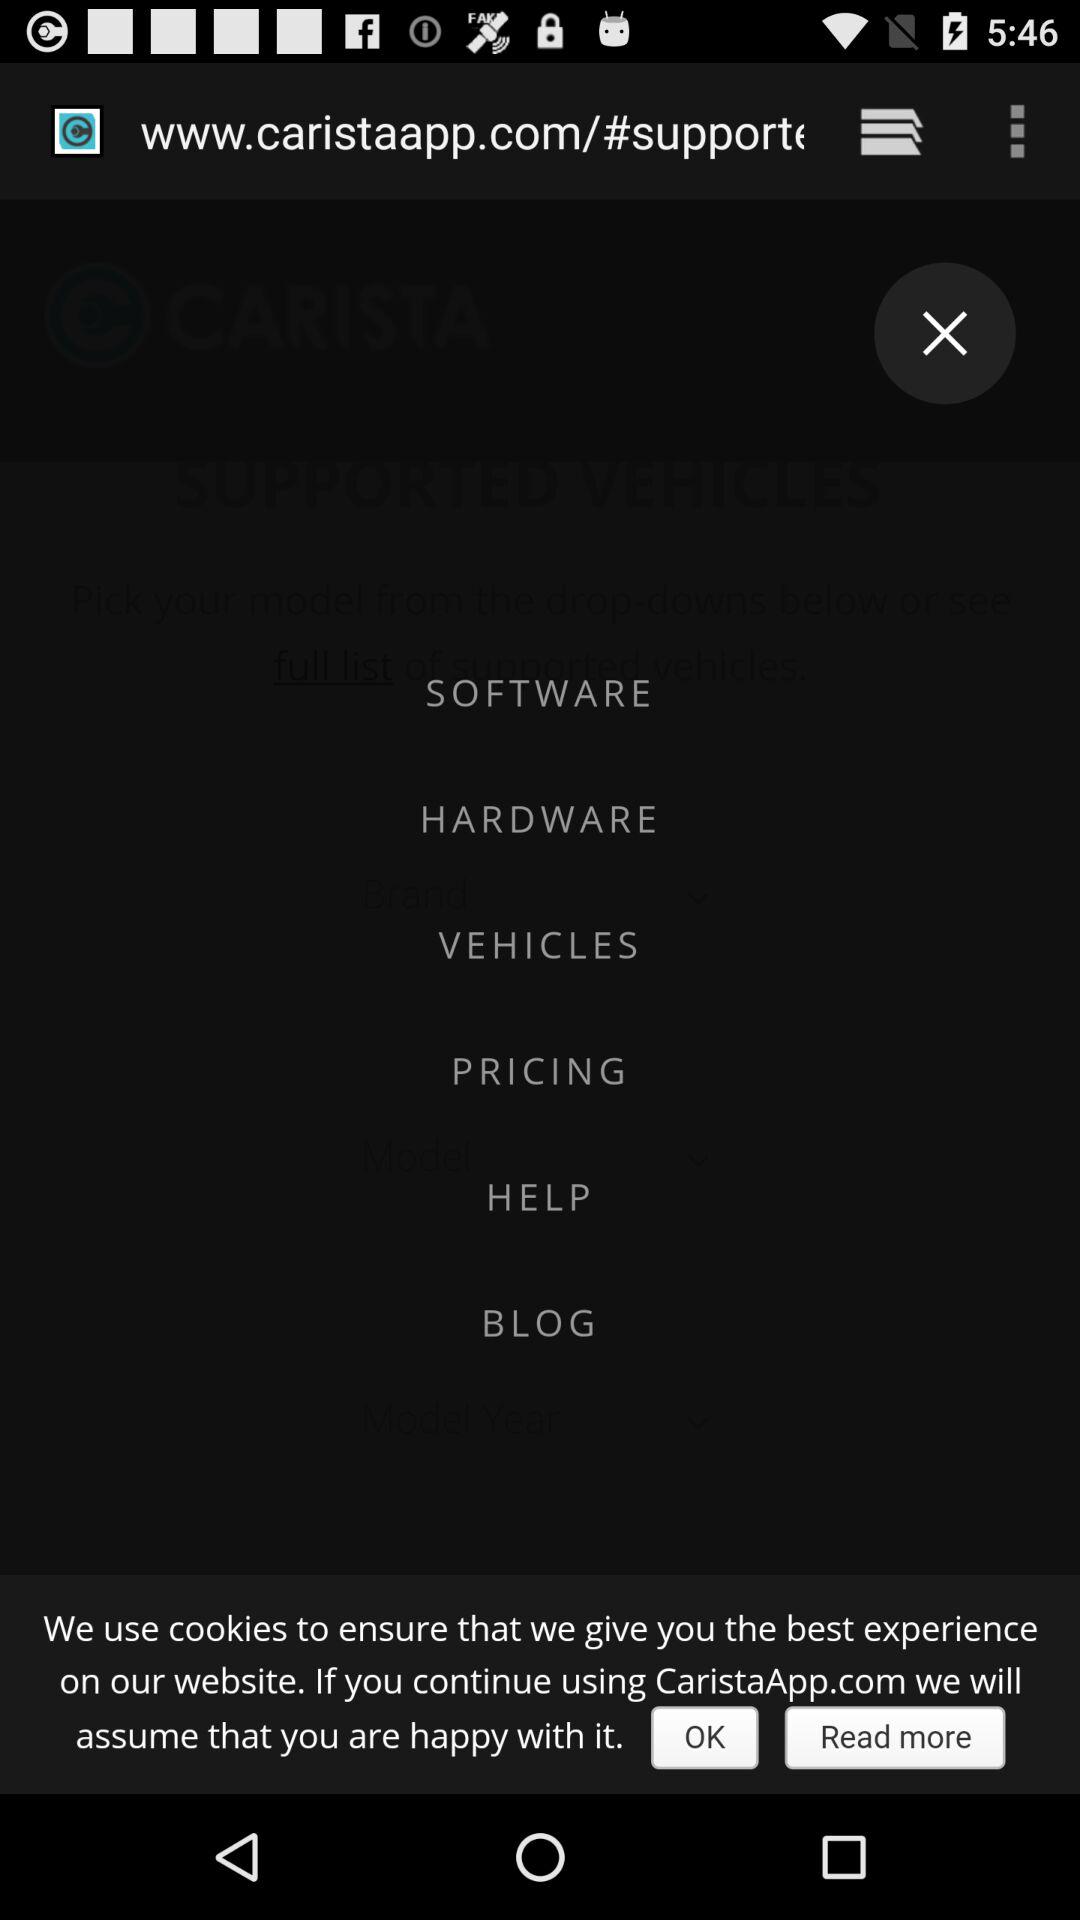 FAKE
5:46
www.caristaapp.com/#supporte
CARISTA
SUPPORTED VEHICLES
Pick your model from the drop-downs below or see
full list of supported vehicles.
SOFTWARE
HARDWARE
Brand
VEHICLES
PRICING
Model
HELP
BLOG
Model Year
We use cookies to ensure that we give you the best experience
on our website. If you continue using CaristaApp.com we will
assume that you are happy with it. OK Read more